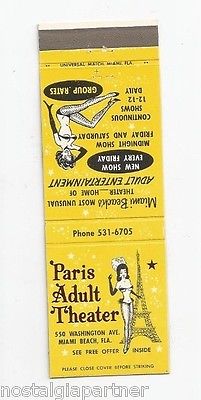 UNIVERSAL MATCH, MIAMI, FLA.
Miami Beach's MOST UNUSUAL
THEATER — HOME OF
ADULT ENTERTAINMENT
NEW SHOW
EVERY FRIDAY
MIDNIGHT SHOW
FRIDAY AND SATURDAY
CONTINUOUS
SHOWS
12-12
DAILY
GROUP RATES
Phone 531-6705
Paris
Adult
Theater
550 WASHINGTON AVE.
MIAMI BEACH, FLA.
SEE FREE OFFER INSIDE
PLEASE CLOSE COVER BEFORE STRIKING
nostalgiapartner